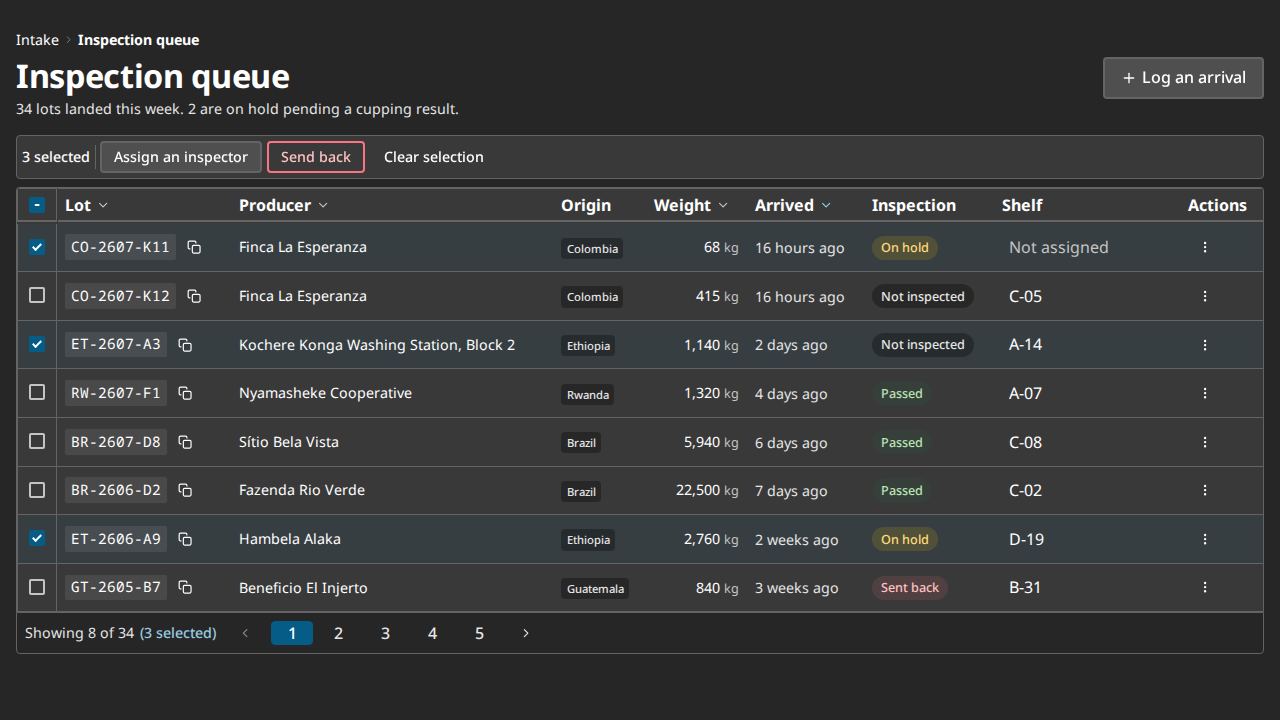 Intake Inspection queue
Inspection queue
+ Log an arrival
34 lots landed this week. 2 are on hold pending a cupping result.
3 selected Assign an inspector Send back Clear selection
Lot Producer Origin Weight Arrived Inspection Shelf Actions
CO-2607-K11 Finca La Esperanza Colombia 68 kg 16 hours ago On hold Not assigned
CO-2607-K12 Finca La Esperanza Colombia 415 kg 16 hours ago Not inspected C-05
ET-2607-A3 Kochere Konga Washing Station, Block 2 Ethiopia 1,140 kg 2 days ago Not inspected A-14
RW-2607-F1 Nyamasheke Cooperative Rwanda 1,320 kg 4 days ago Passed A-07
BR-2607-D8 Sítio Bela Vista Brazil 5,940 kg 6 days ago Passed C-08
BR-2606-D2 Fazenda Rio Verde Brazil 22,500 kg 7 days ago Passed C-02
ET-2606-A9 Hambela Alaka Ethiopia 2,760 kg 2 weeks ago On hold D-19
GT-2605-B7 Beneficio El Injerto Guatemala 840 kg 3 weeks ago Sent back B-31
Showing 8 of 34 (3 selected) 1 2 3 4 5